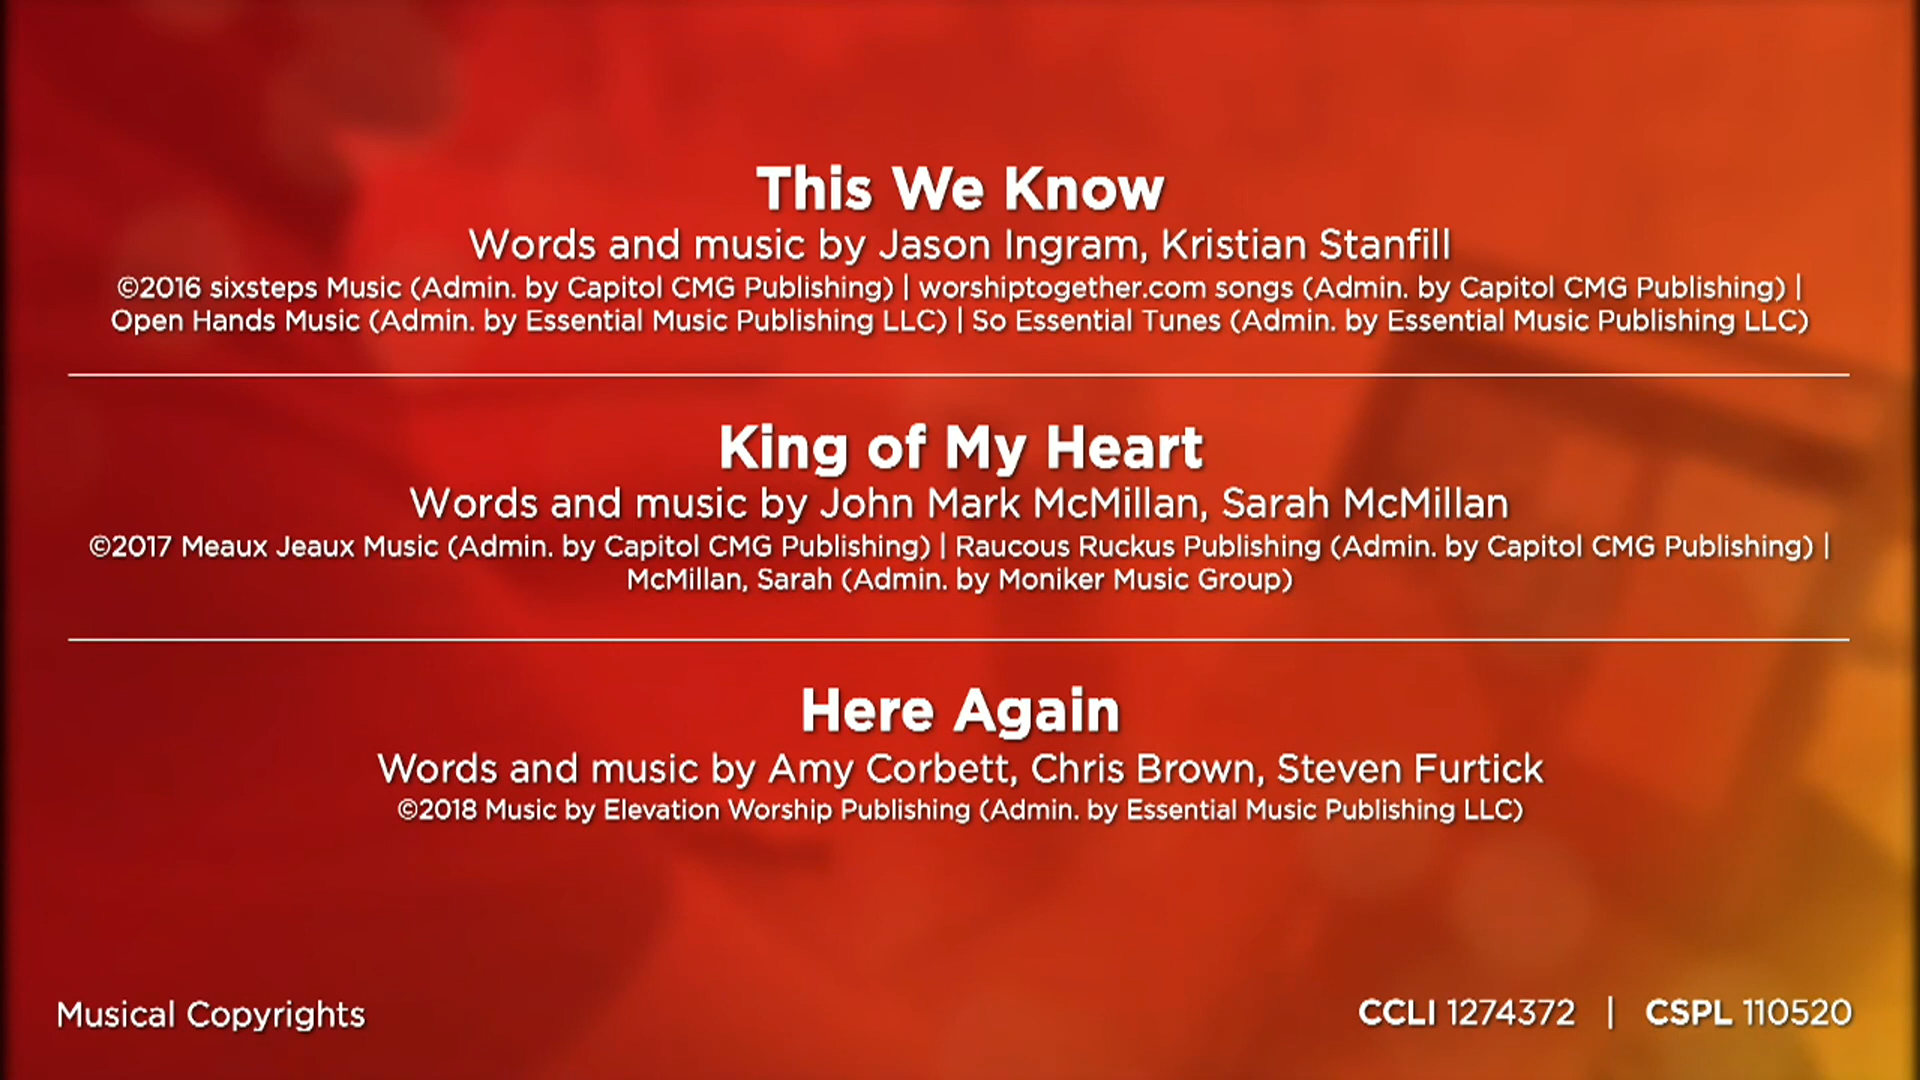 This We Know
Words and music by Jason Ingram, Kristian Stanfill
©2016 sixsteps Music (Admin. by Capitol CMG Publishing) | worshiptogether.com songs (Admin. by Capitol CMG Publishing) |
Open Hands Music (Admin. by Essential Music Publishing LLC) | So Essential Tunes (Admin. by Essential Music Publishing LLC)
King of My Heart
Words and music by John Mark McMillan, Sarah McMillan
©2017 Meaux Jeaux Music (Admin. by Capitol CMG Publishing) | Raucous Ruckus Publishing (Admin. by Capitol CMG Publishing) |
McMillan, Sarah (Admin. by Moniker Music Group)
Here Again
Words and music by Amy Corbett, Chris Brown, Steven Furtick
©2018 Music by Elevation Worship Publishing (Admin. by Essential Music Publishing LLC)
Musical Copyrights
CCLI 1274372 | CSPL 110520